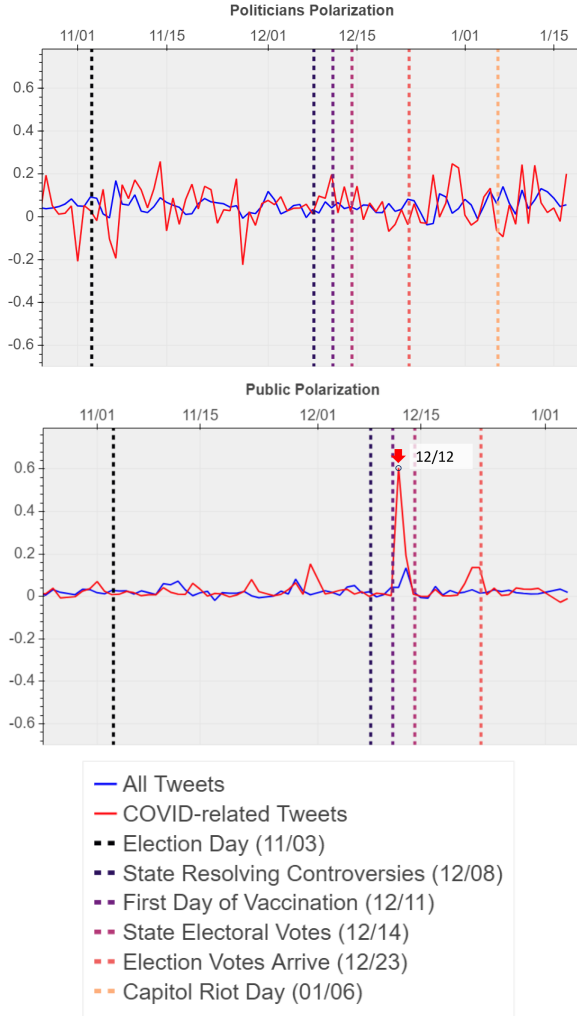 Politicians Polarization
11/01 11/15 12/01 12/15 1/01 1/15
0.6
0.4
0.2
0
-0.2
-0.4
-0.6
Public Polarization
11/01 11/15 12/01 12/15 1/01
12/12
0.6
0.4
0.2
0
-0.2
-0.4
-0.6
All Tweets
COVID-related Tweets
Election Day (11/03)
State Resolving Controversies (12/08)
First Day of Vaccination (12/11)
State Electoral Votes (12/14)
Election Votes Arrive (12/23)
Capitol Riot Day (01/06)